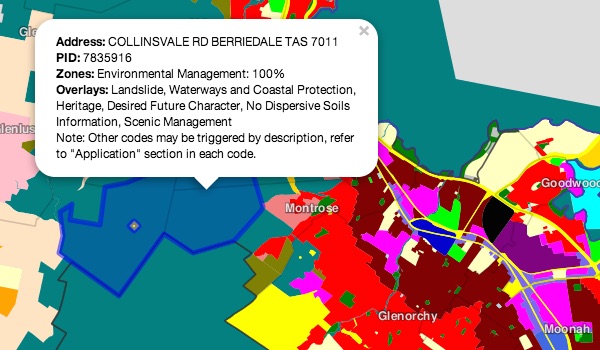 Address: COLLINSVALE RD BERRIEDALE TAS 7011
PID: 7835916
Zones: Environmental Management: 100%
Overlays: Landslide, Waterways and Coastal Protection,
Heritage, Desired Future Character, No Dispersive Soils
Information, Scenic Management
Note: Other codes may be triggered by description, refer
to "Application" section in each code.
Goodwood
Montrose
Glenorchy
Moonah